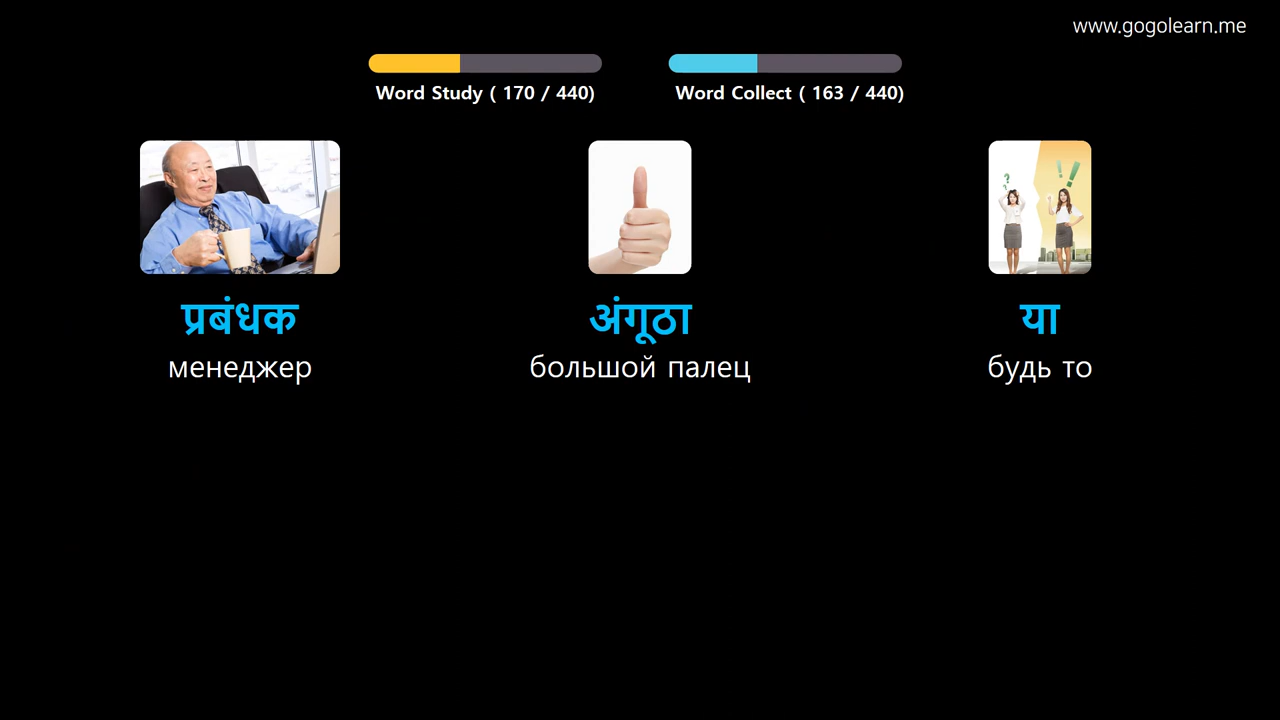 www.gogolearn.me
Word Study ( 170 / 440)
Word Collect ( 163 / 440)
प्रबंधक
менеджер
अंगूठा
большой палец
या
будь то